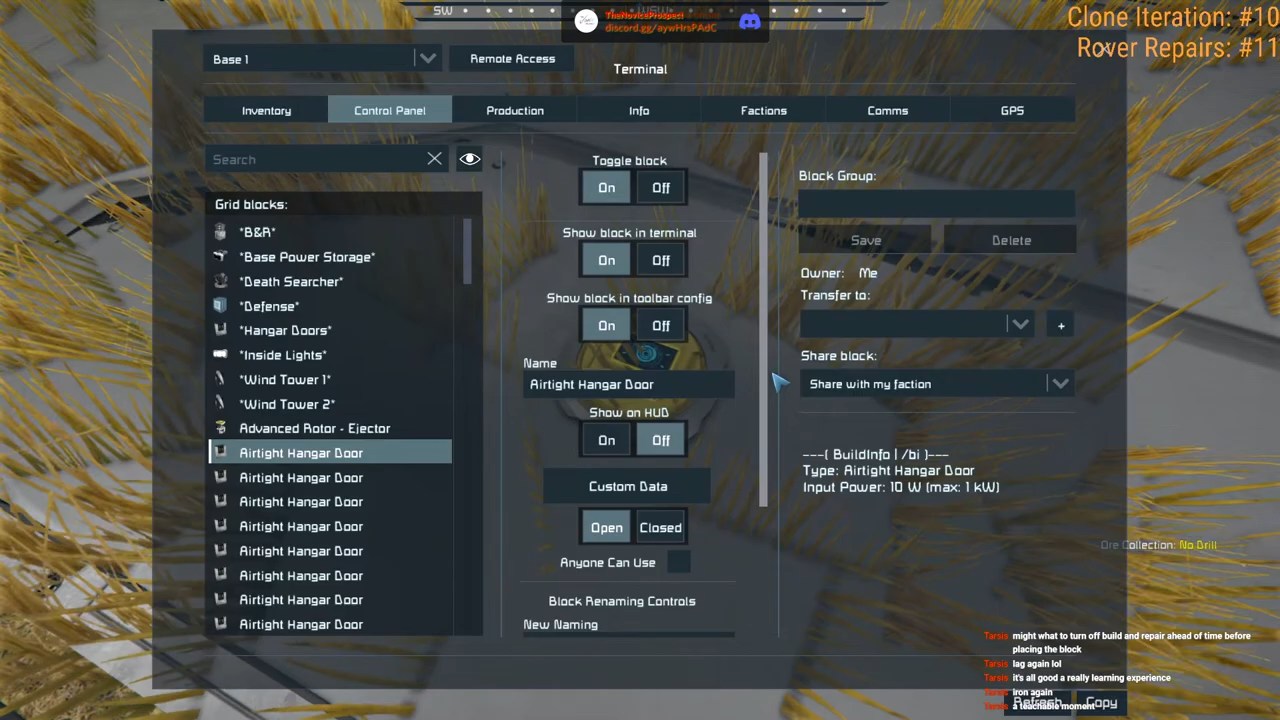 SW
WSW
TheNoviceProspect
discord.gg/aywHrsPAdC
Clone Iteration: #10
Rover Repairs: #11
Base 1
Remote Access
Terminal
Inventory
Control Panel
Production
Info
Factions
Comms
GPS
Search
Grid blocks:
*B&R*
*Base Power Storage*
*Death Searcher*
*Defense*
*Hangar Doors*
*Inside Lights*
*Wind Tower 1*
*Wind Tower 2*
Advanced Rotor - Ejector
Airtight Hangar Door
Airtight Hangar Door
Airtight Hangar Door
Airtight Hangar Door
Airtight Hangar Door
Airtight Hangar Door
Airtight Hangar Door
Airtight Hangar Door
Toggle block
On Off
Show block in terminal
On Off
Show block in toolbar config
On Off
Name
Airtight Hangar Door
Show on HUD
On Off
Custom Data
Open Closed
Anyone Can Use
Block Renaming Controls
New Naming
Block Group:
Save Delete
Owner: Me
Transfer to:
+
Share block:
Share with my faction
---( BuildInfo | /bi )---
Type: Airtight Hangar Door
Input Power: 10 W (max: 1 kW)
Ore Collection: No Drill
Tarsis might what to turn off build and repair ahead of time before
placing the block
Tarsis lag again lol
Tarsis it's all good a really learning experience
Tarsis iron again
Tarsis a teachable moment
Refresh Copy